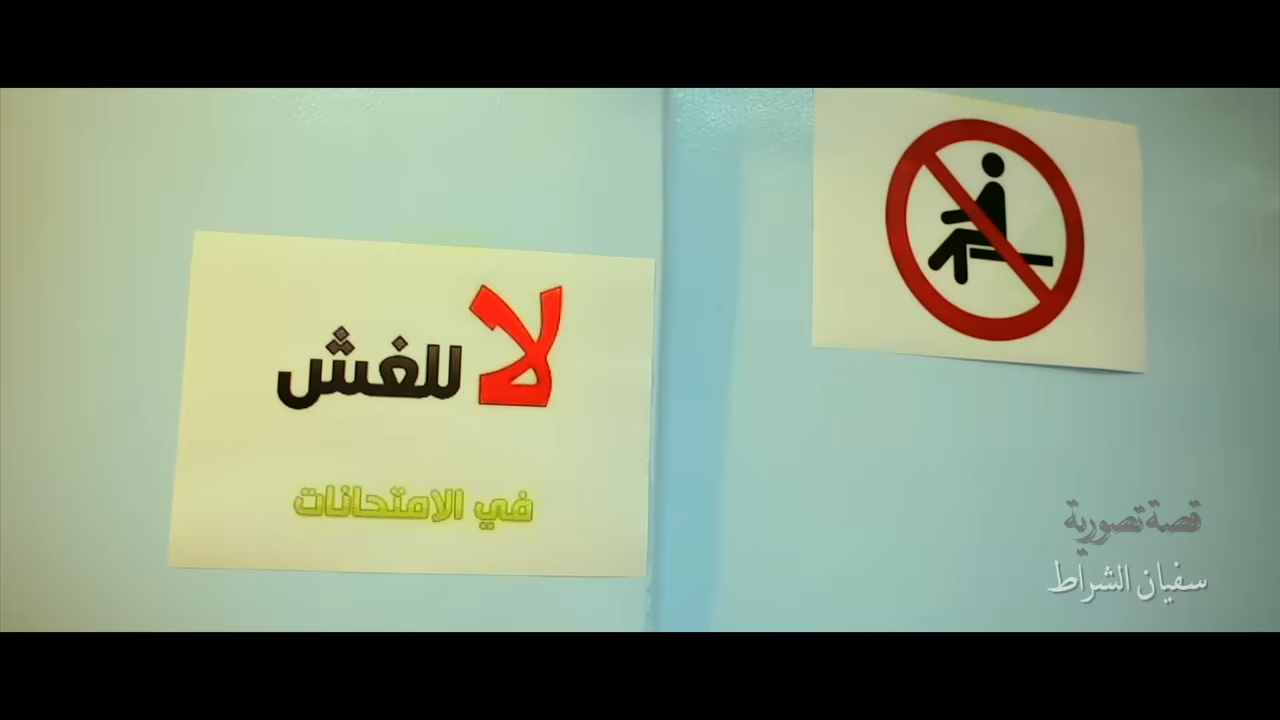 لا للغش
في الامتحانات
قصة تصورية
سفيان الشراط